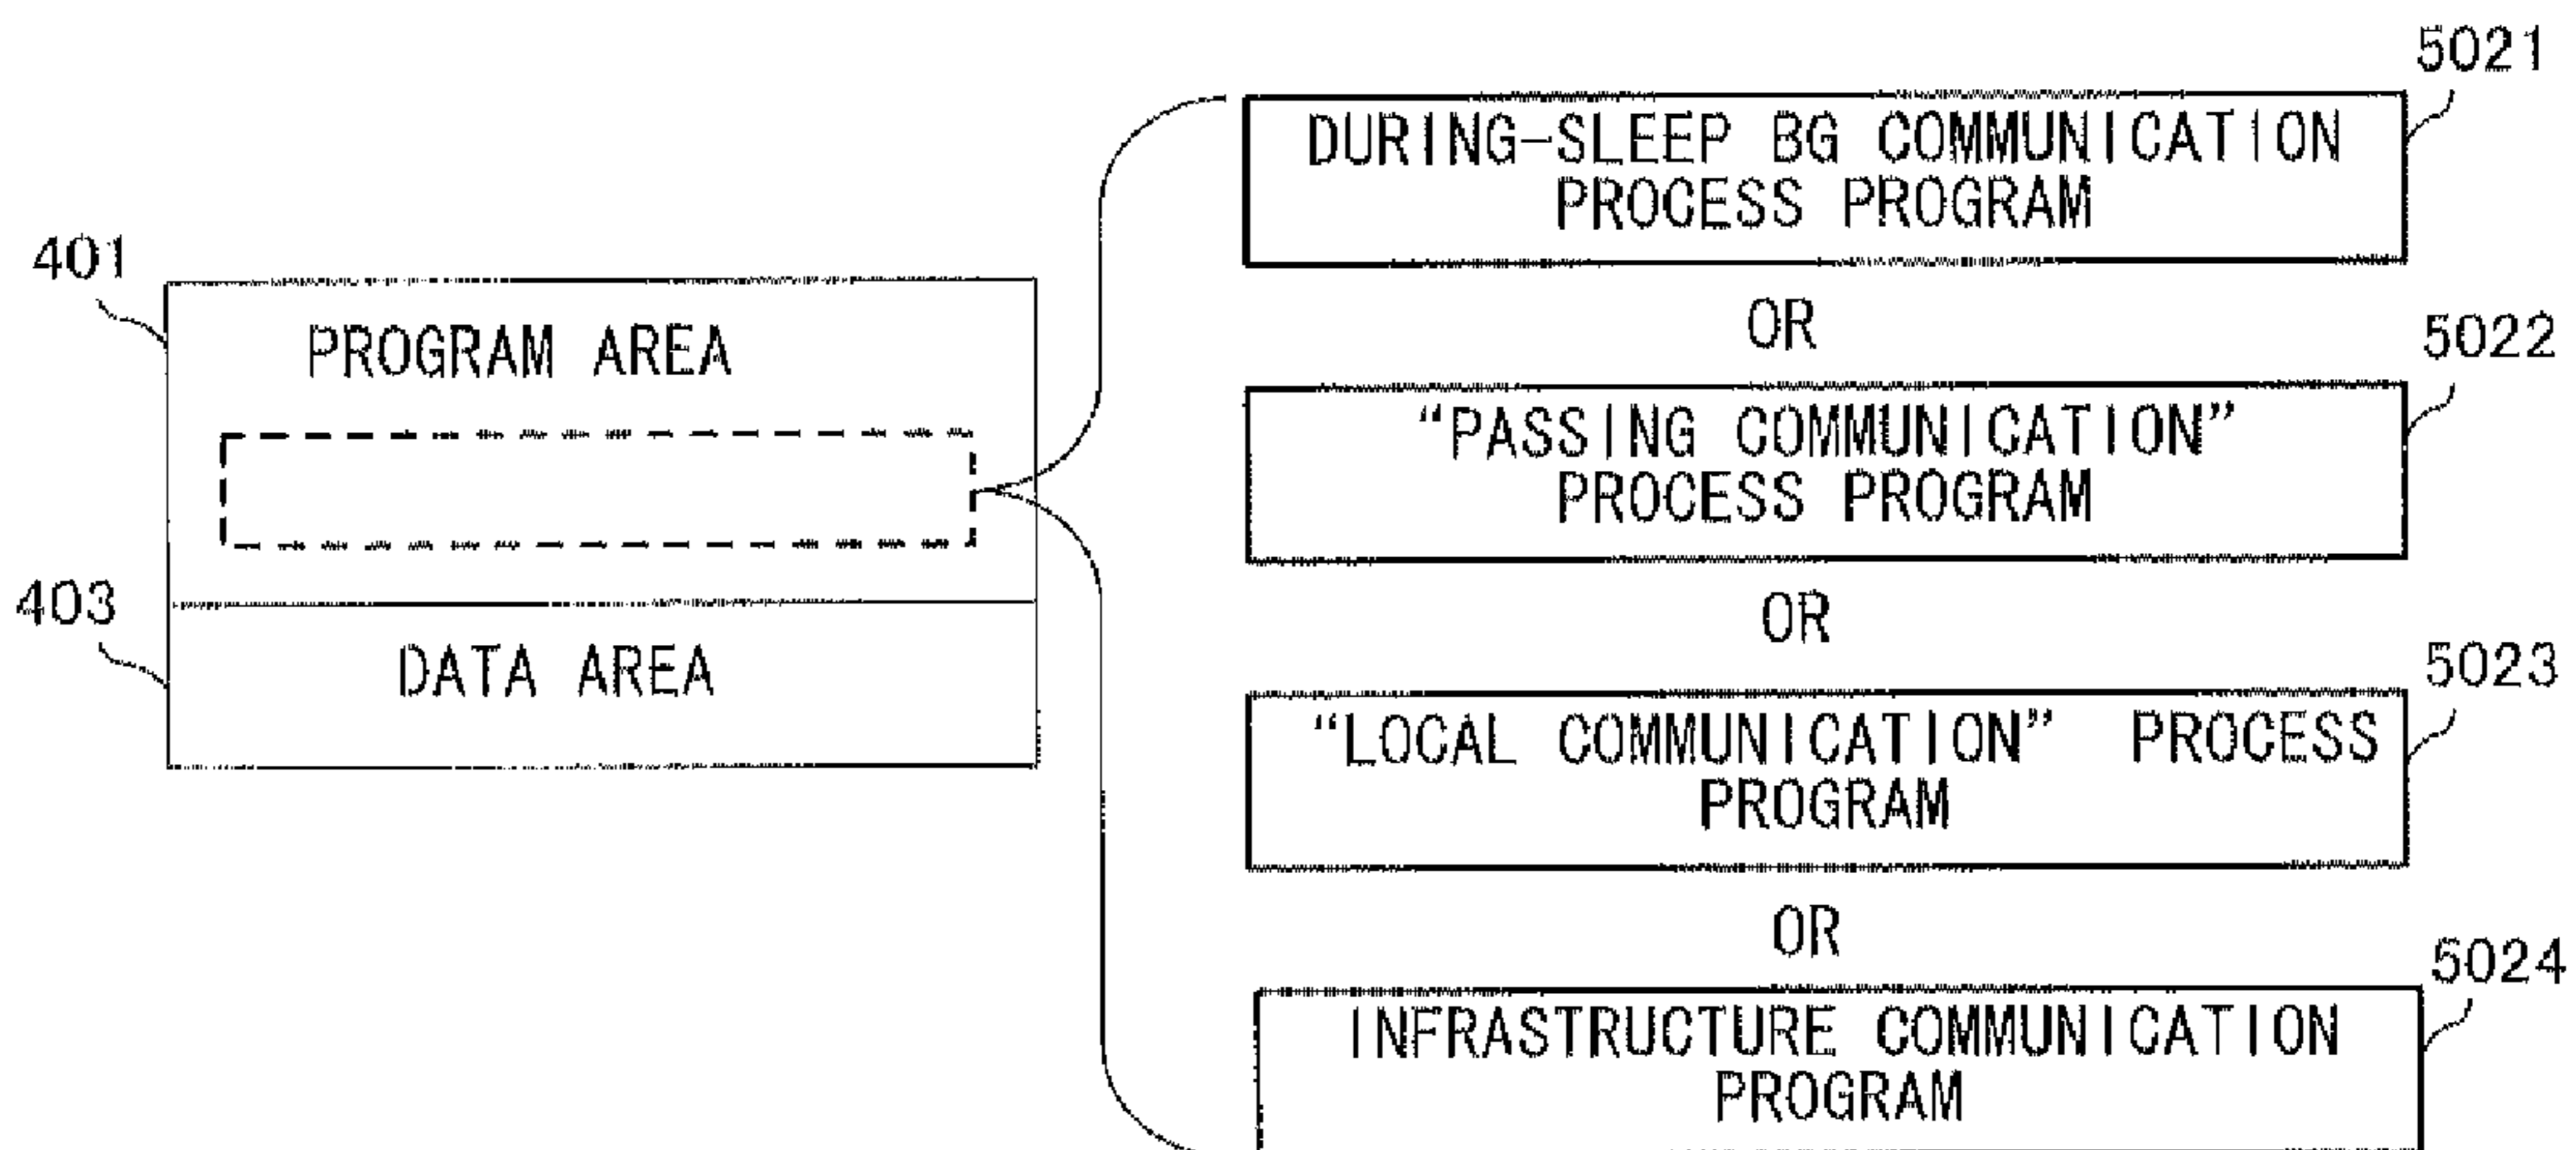 401
PROGRAM AREA
403
DATA AREA
5021
DURING-SLEEP BG COMMUNICATION
PROCESS PROGRAM
OR
5022
“PASSING COMMUNICATION”
PROCESS PROGRAM
OR
5023
“LOCAL COMMUNICATION” PROCESS
PROGRAM
OR
5024
INFRASTRUCTURE COMMUNICATION
PROGRAM